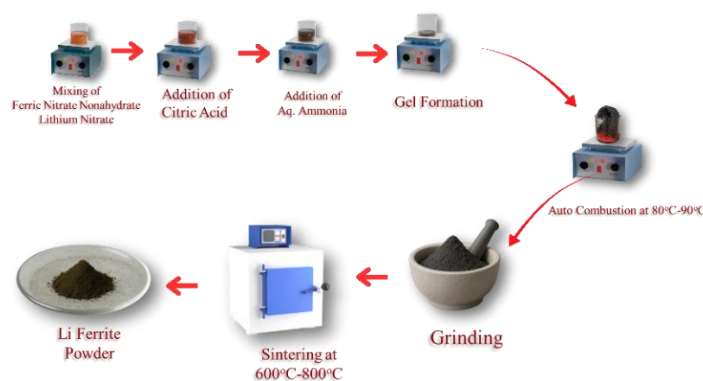 Mixing of
Ferric Nitrate Nonahydrate
Lithium Nitrate
Addition of
Citric Acid
Addition of
Aq. Ammonia
Gel Formation
Auto Combustion at 80°C-90°C
Grinding
Sintering at
600°C-800°C
Li Ferrite
Powder